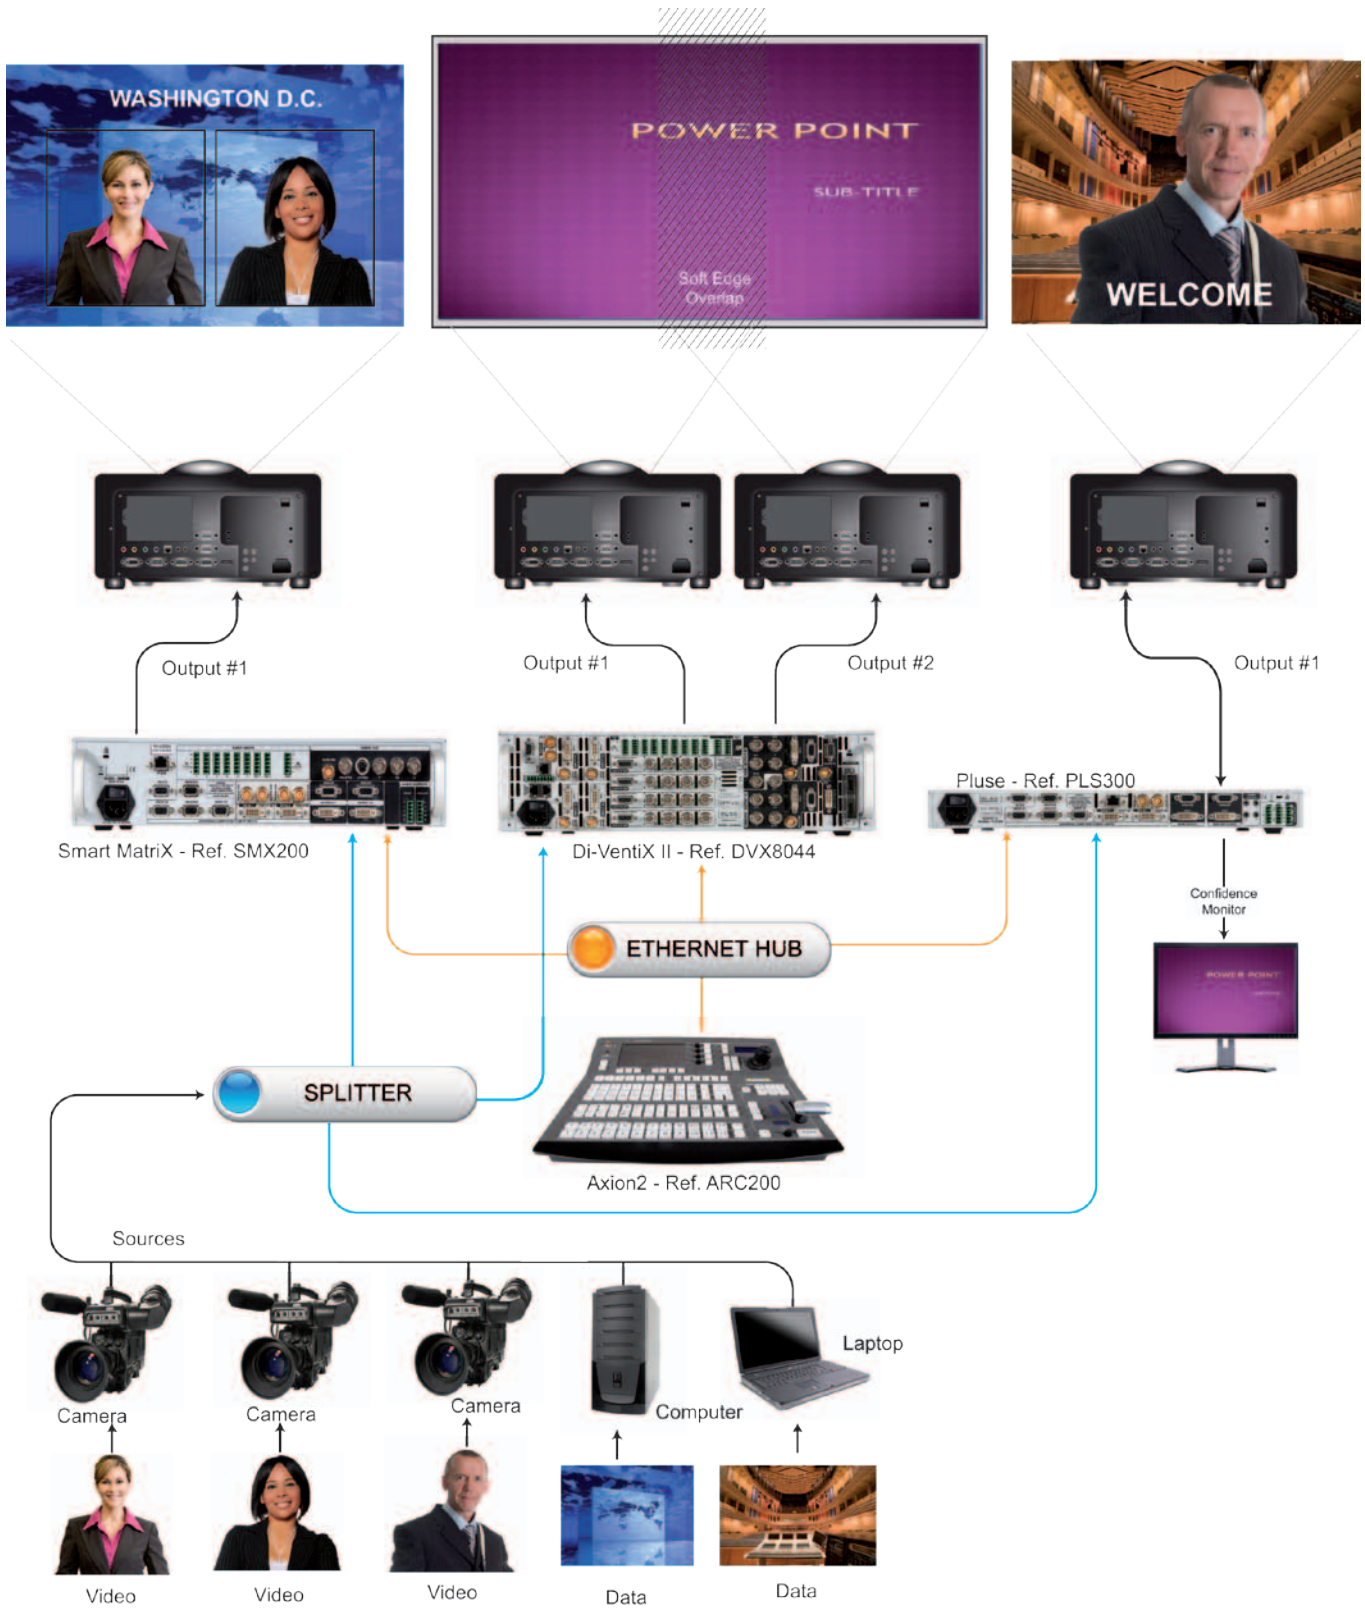 WASHINGTON D.C.
POWER POINT
SUB-TITLE
Soft Edge
Overlap
WELCOME
Output #1
Output #1
Output #2
Output #1
Smart MatriX - Ref. SMX200
Di-VentiX II - Ref. DVX8044
Pluse - Ref. PLS300
Confidence
Monitor
ETHERNET HUB
POWER POINT
SPLITTER
Axion2 - Ref. ARC200
Sources
Laptop
Camera
Camera
Camera
Computer
Video
Video
Video
Data
Data